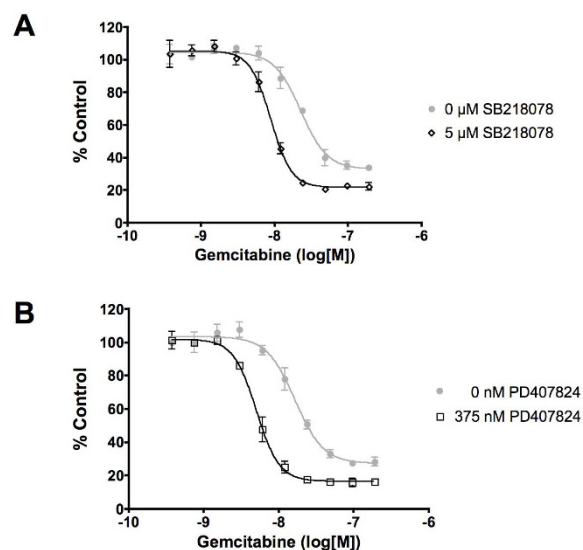 A
120
100
80
60
40
20
0
% Control
-10 -9 -8 -7 -6
Gemcitabine (log[M])
0 µM SB218078
5 µM SB218078
B
120
100
80
60
40
20
0
% Control
-10 -9 -8 -7 -6
Gemcitabine (log[M])
0 nM PD407824
375 nM PD407824